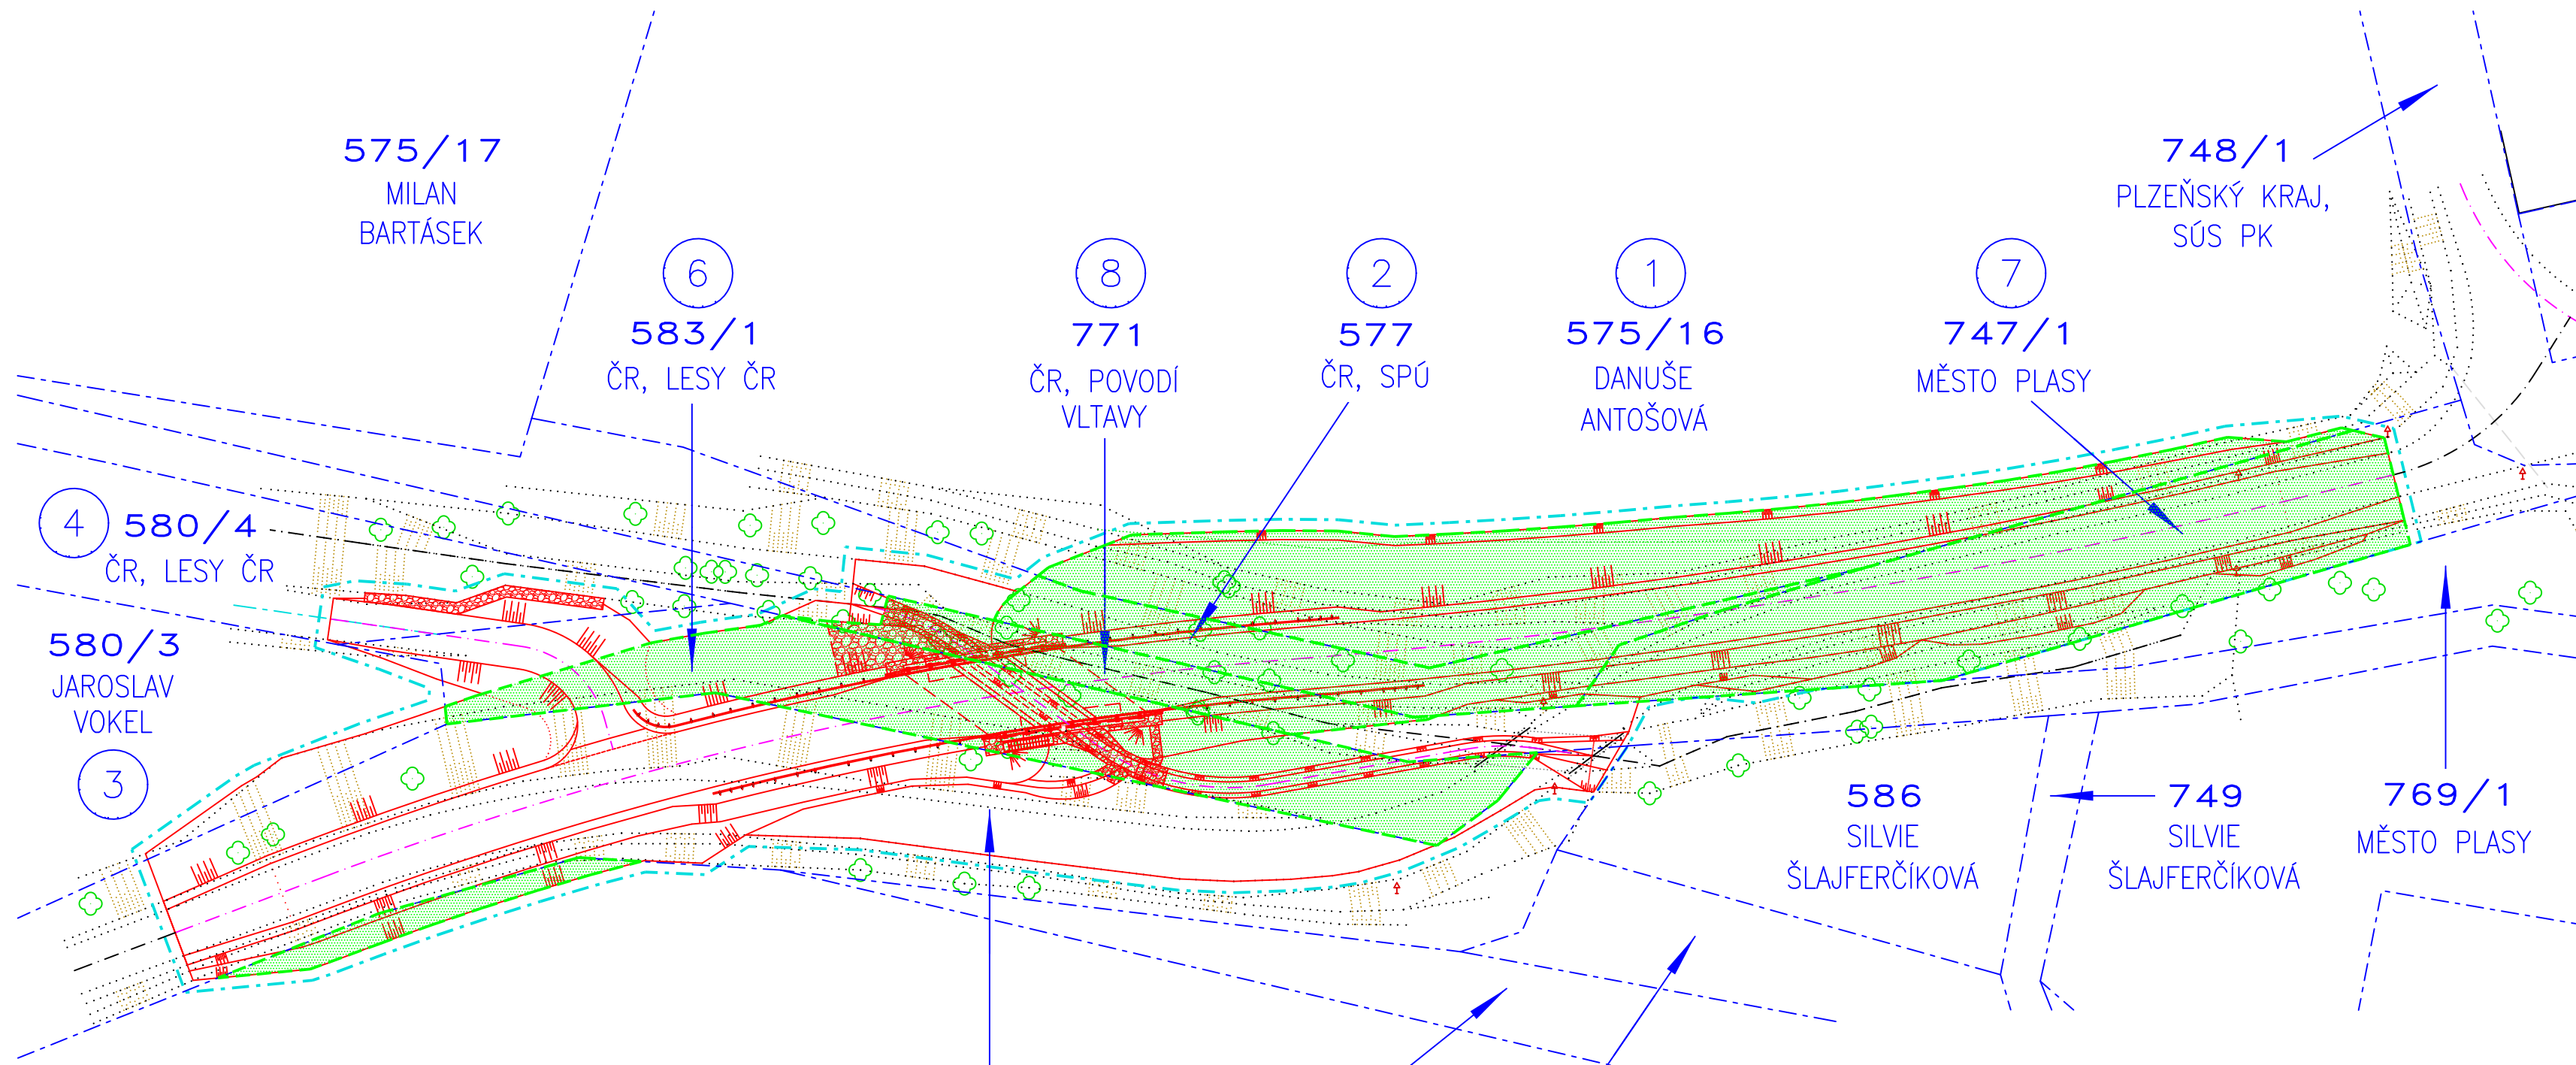 575/17
MILAN
BARTÁSEK
748/1
PLZEŇSKÝ KRAJ,
SÚS PK
6
583/1
ČR, LESY ČR
8
771
ČR, POVODÍ
VLTAVY
2
577
ČR, SPÚ
1
575/16
DANUŠE
ANTOŠOVÁ
7
747/1
MĚSTO PLASY
4
580/4
ČR, LESY ČR
580/3
JAROSLAV
VOKEL
3
586
SILVIE
ŠLAJFERČÍKOVÁ
749
SILVIE
ŠLAJFERČÍKOVÁ
769/1
MĚSTO PLASY